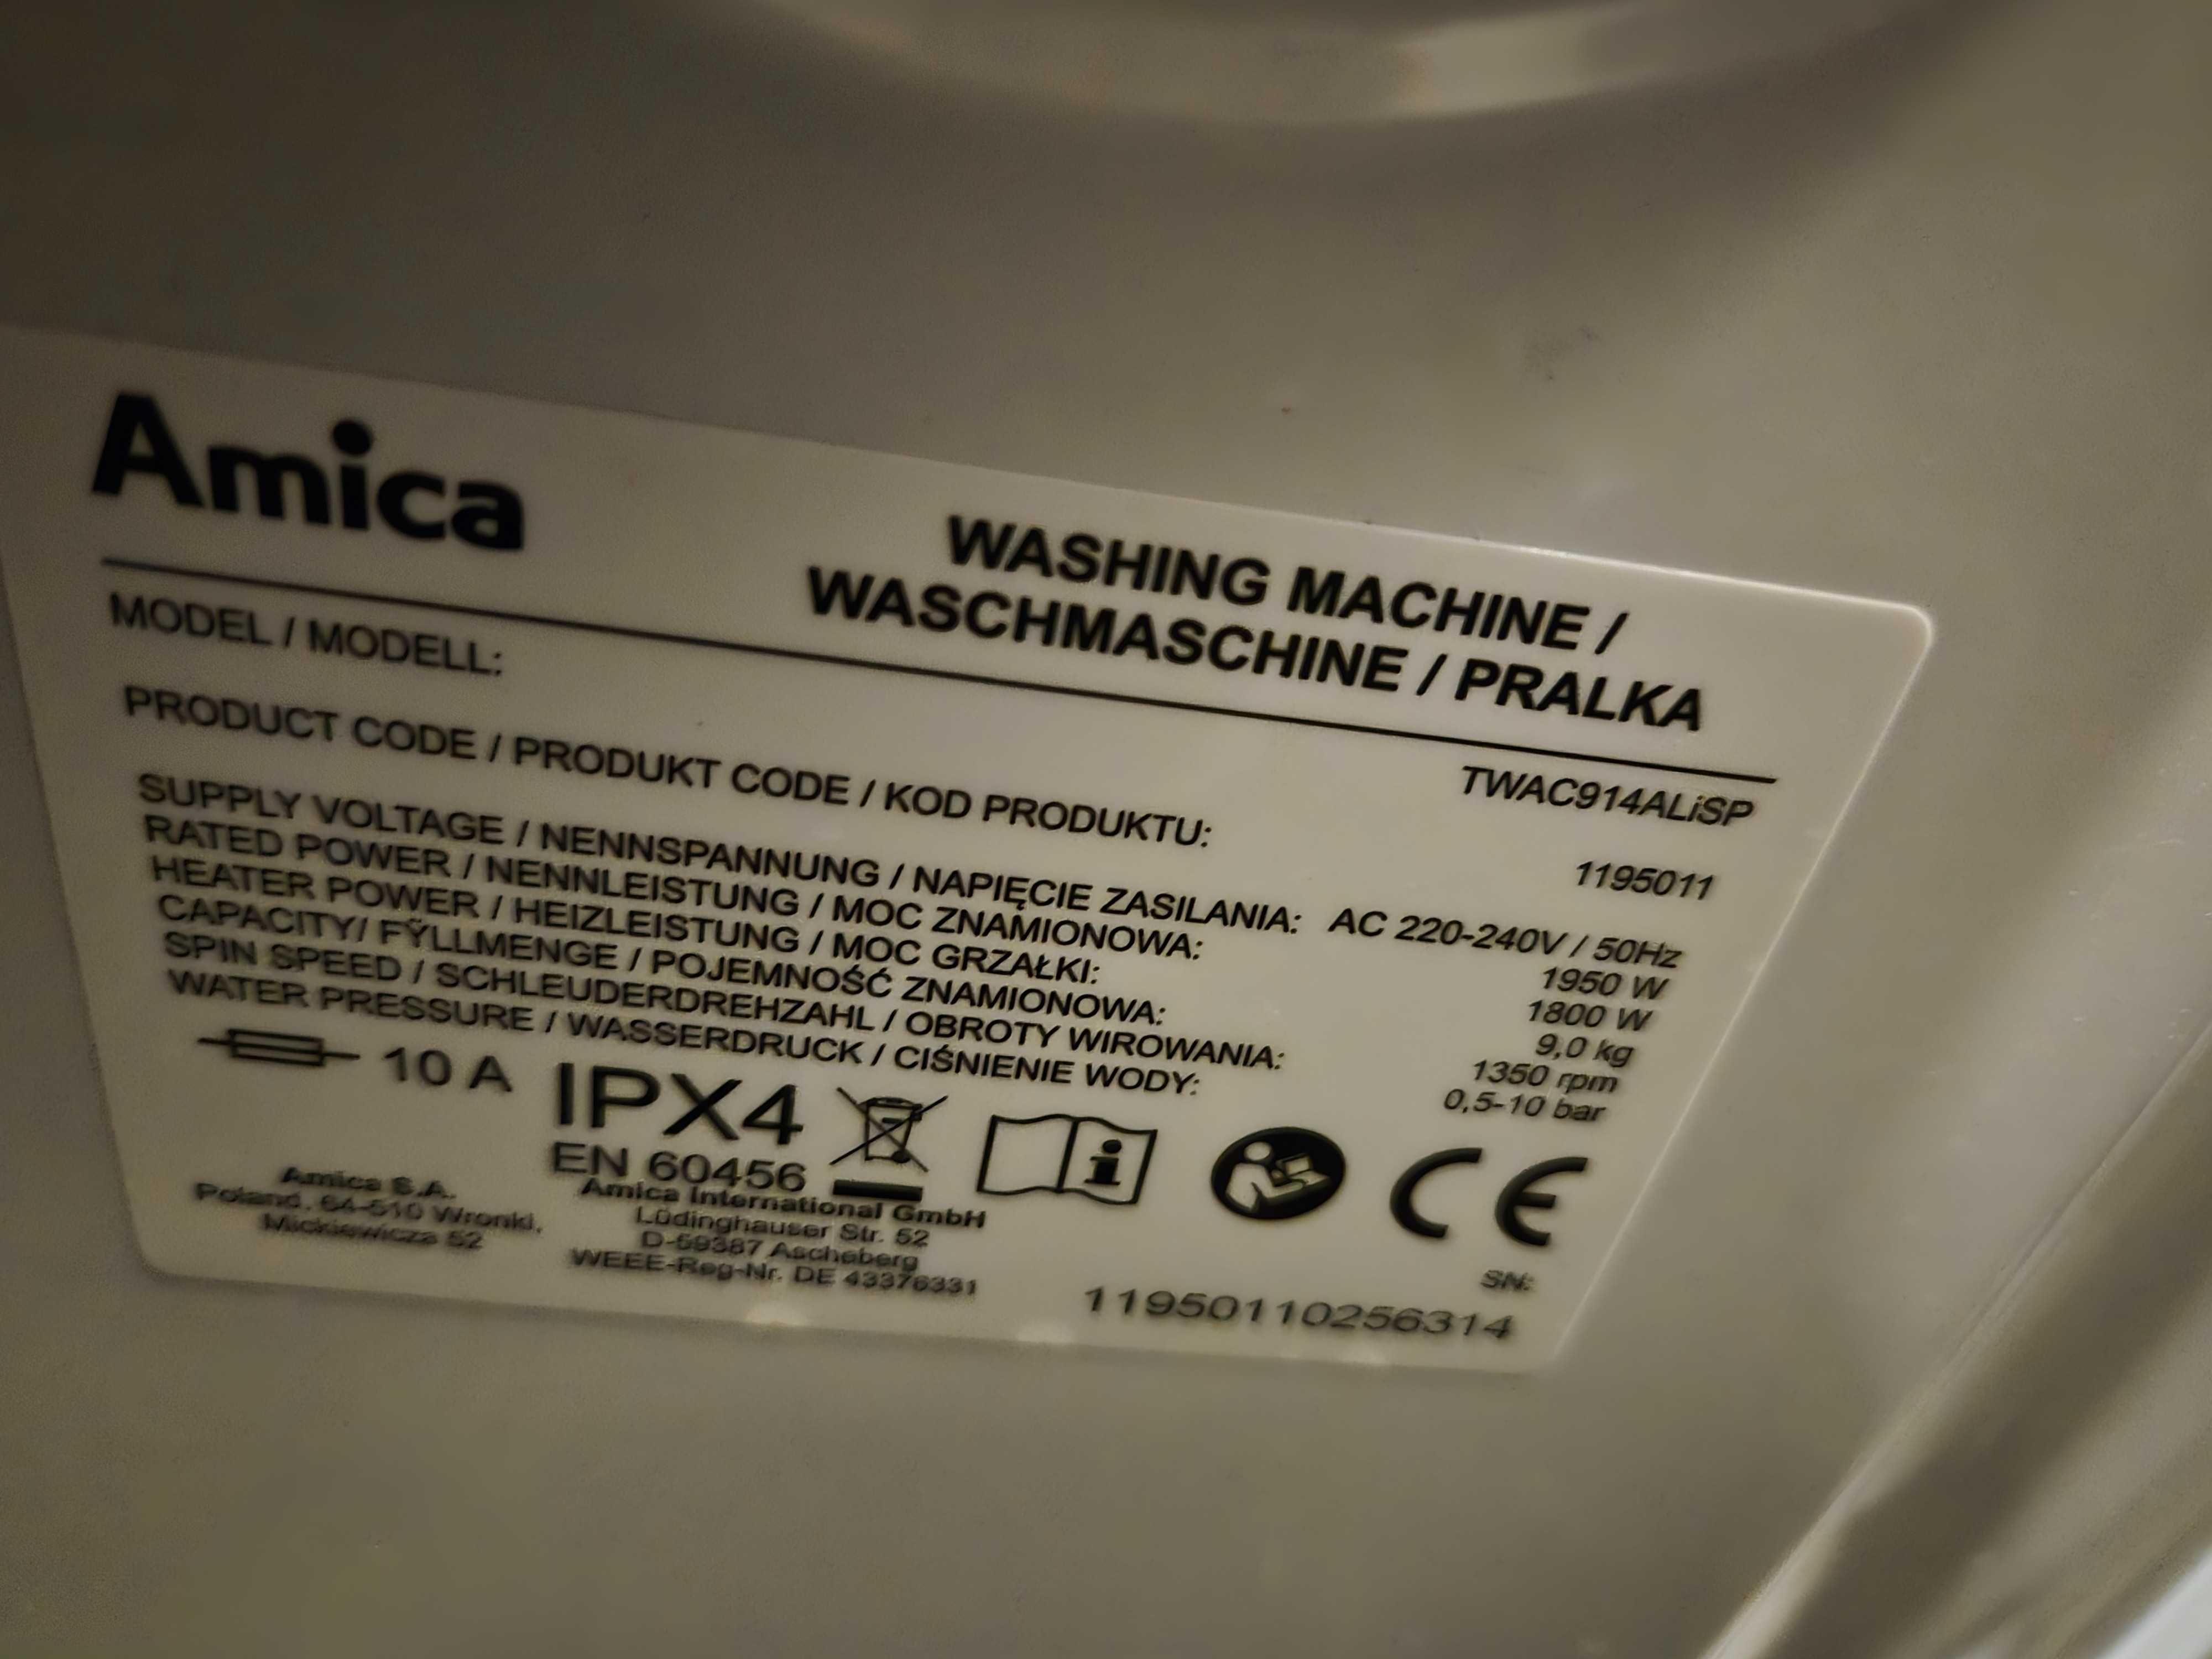 Amica
WASHING MACHINE /
WASCHMASCHINE / PRALKA
MODEL / MODELL: TWAC914ALiSP
PRODUCT CODE / PRODUKT CODE / KOD PRODUKTU: 1195011
SUPPLY VOLTAGE / NENNSPANNUNG / NAPIĘCIE ZASILANIA: AC 220-240V / 50Hz
RATED POWER / NENNLEISTUNG / MOC ZNAMIONOWA: 1950 W
HEATER POWER / HEIZLEISTUNG / MOC GRZAŁKI: 1800 W
CAPACITY/ FŸLLMENGE / POJEMNOŚĆ ZNAMIONOWA: 9,0 kg
SPIN SPEED / SCHLEUDERDREHZAHL / OBROTY WIROWANIA: 1350 rpm
WATER PRESSURE / WASSERDRUCK / CIŚNIENIE WODY: 0,5-10 bar
10 A IPX4
EN 60456
CE
Amica S.A.
Poland, 64-510 Wronki,
Mickiewicza 52
Amica International GmbH
Lüdinghauser Str. 52
D-59387 Ascheberg
WEEE-Reg-Nr. DE 43376331
SN:
11950110256314